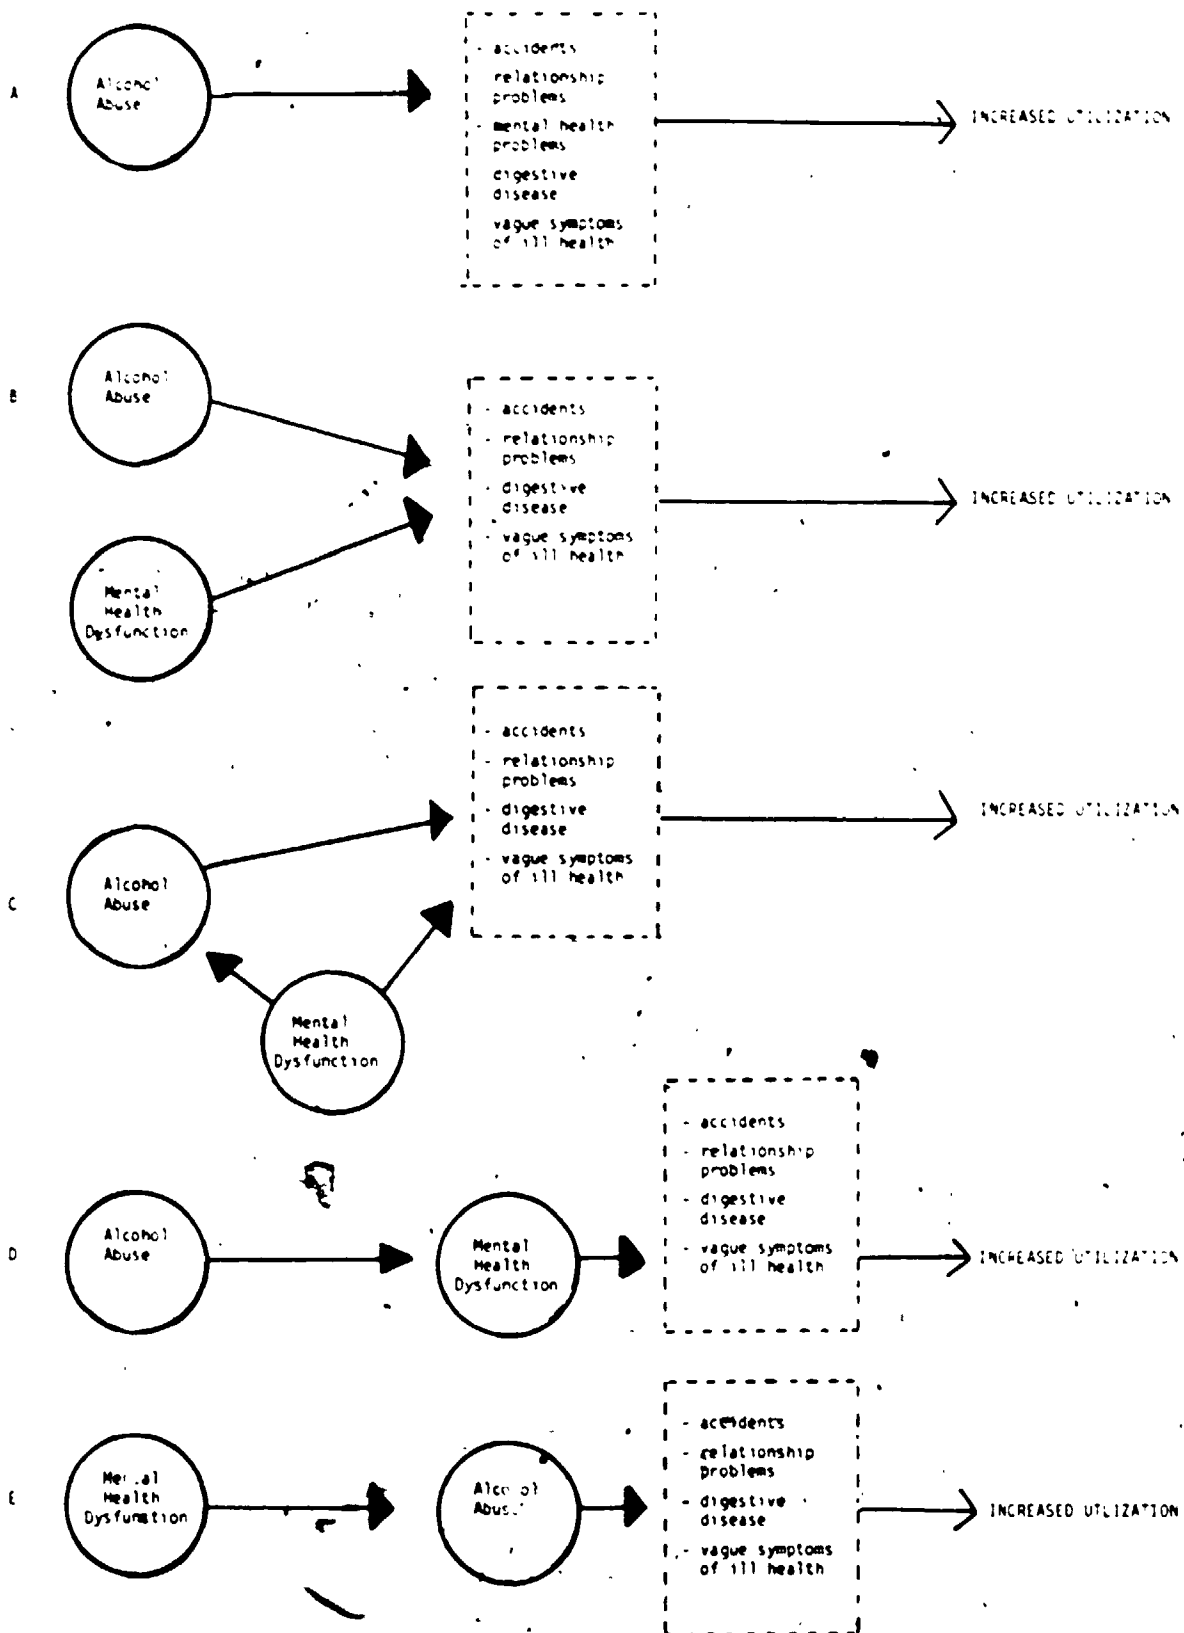 A
Alcohol
Abuse
- accidents
relationship
problems
- mental health
problems
digestive
disease
vague symptoms
of ill health
INCREASED UTILIZATION
B
Alcohol
Abuse
Mental
Health
Dysfunction
- accidents
- relationship
problems
- digestive
disease
- vague symptoms
of ill health
INCREASED UTILIZATION
C
Alcohol
Abuse
Mental
Health
Dysfunction
- accidents
- relationship
problems
- digestive
disease
- vague symptoms
of ill health
INCREASED UTILIZATION
D
Alcohol
Abuse
Mental
Health
Dysfunction
- accidents
- relationship
problems
- digestive
disease
- vague symptoms
of ill health
INCREASED UTILIZATION
E
Mental
Health
Dysfunction
Alcohol
Abuse
- accidents
- relationship
problems
- digestive
disease
- vague symptoms
of ill health
INCREASED UTILIZATION